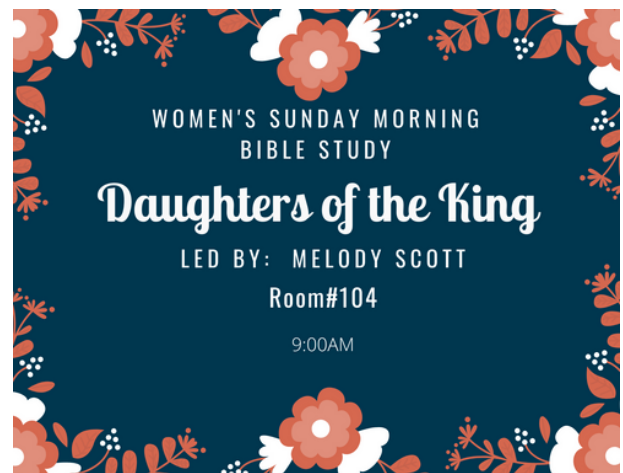 WOMEN'S SUNDAY MORNING
BIBLE STUDY
Daughters of the King
LED BY: MELODY SCOTT
Room#104
9:00AM